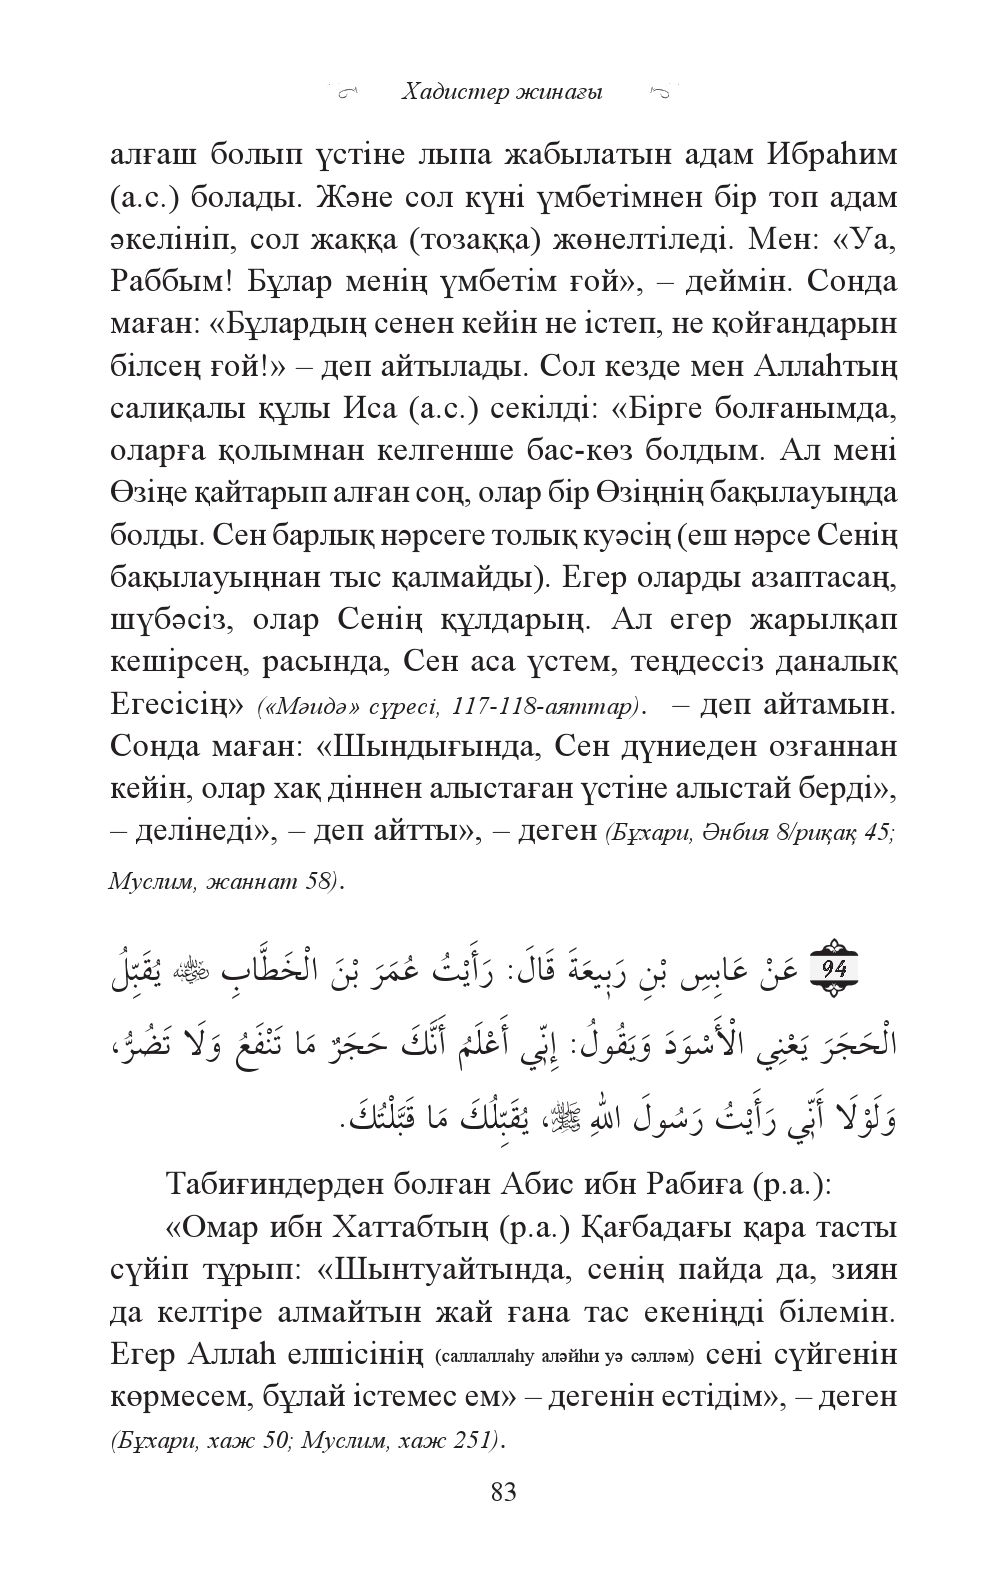 Хадистер жинағы
алғаш болып үстіне лыпа жабылатын адам Ибраһим
(а.с.) болады. Және сол күні үмбетімнен бір топ адам
әкелініп, сол жаққа (тозаққа) жөнелтіледі. Мен: «Уа,
Раббым! Бұлар менің үмбетім ғой», – деймін. Сонда
маған: «Бұлардың сенен кейін не істеп, не қойғандарын
білсең ғой!» – деп айтылады. Сол кезде мен Аллаһтың
салиқалы құлы Иса (а.с.) секілді: «Бірге болғанымда,
оларға қолымнан келгенше бас-көз болдым. Ал мені
Өзіңе қайтарып алған соң, олар бір Өзіңнің бақылауыңда
болды. Сен барлық нәрсеге толық куәсің (еш нәрсе Сенің
бақылауыңнан тыс қалмайды). Егер оларды азаптасаң,
шүбәсіз, олар Сенің құлдарың. Ал егер жарылқап
кешірсең, расында, Сен аса үстем, теңдессіз даналық
Егесісің» («Мәидә» сүресі, 117-118-аяттар). – деп айтамын.
Сонда маған: «Шындығында, Сен дүниеден озғаннан
кейін, олар хақ діннен алыстаған үстіне алыстай берді»,
– делінеді», – деп айтты», – деген (Бұхари, Әнбия 8/риқақ 45;
Муслим, жаннат 58).
94 عَنْ عَابِسِ بْنِ رَبِيعَةَ قَالَ: رَأَيْتُ عُمَرَ بْنَ الْخَطَّابِ رضي الله عنه يُقَبِّلُ
الْحَجَرَ يَعْنِي الْأَسْوَدَ وَيَقُولُ: إِنِّي أَعْلَمُ أَنَّكَ حَجَرٌ مَا تَنْفَعُ وَلَا تَضُرُّ،
وَلَوْلَا أَنِّي رَأَيْتُ رَسُولَ اللهِ ﷺ، يُقَبِّلُكَ مَا قَبَّلْتُكَ.
Табиғиндерден болған Абис ибн Рабиға (р.а.):
«Омар ибн Хаттабтың (р.а.) Қағбадағы қара тасты
сүйіп тұрып: «Шынтуайтында, сенің пайда да, зиян
да келтіре алмайтын жай ғана тас екеніңді білемін.
Егер Аллаһ елшісінің (саллаллаһу аләйһи уә сәлләм) сені сүйгенін
көрмесем, бұлай істемес ем» – дегенін естідім», – деген
(Бұхари, хаж 50; Муслим, хаж 251).
83